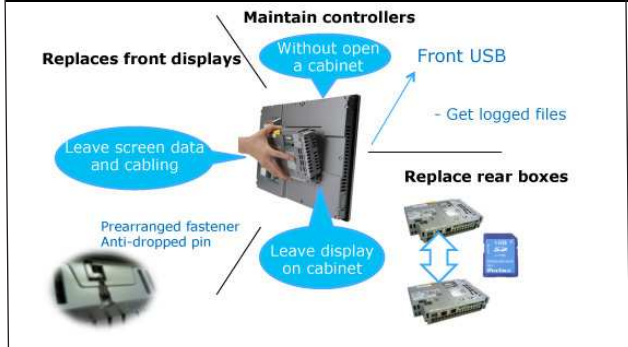 Maintain controllers
Without open
a cabinet
Replaces front displays
Front USB
- Get logged files
Leave screen data
and cabling
Replace rear boxes
Prearranged fastener
Anti-dropped pin
Leave display
on cabinet